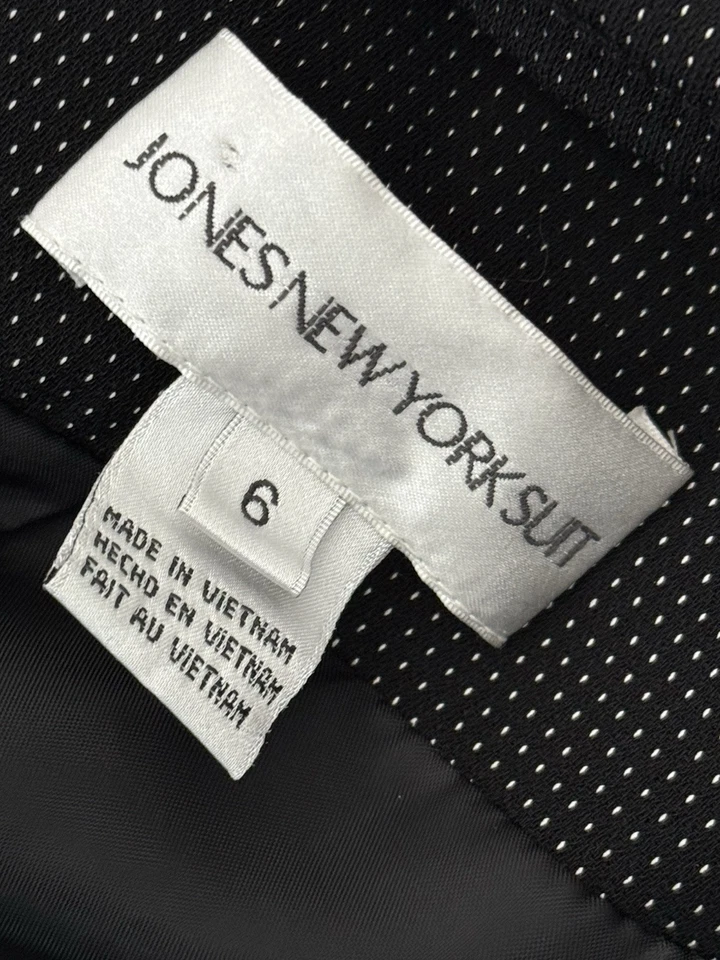 JONES NEW YORK SUIT
6
MADE IN VIETNAM
HECHO EN VIETNAM
FAIT AU VIETNAM